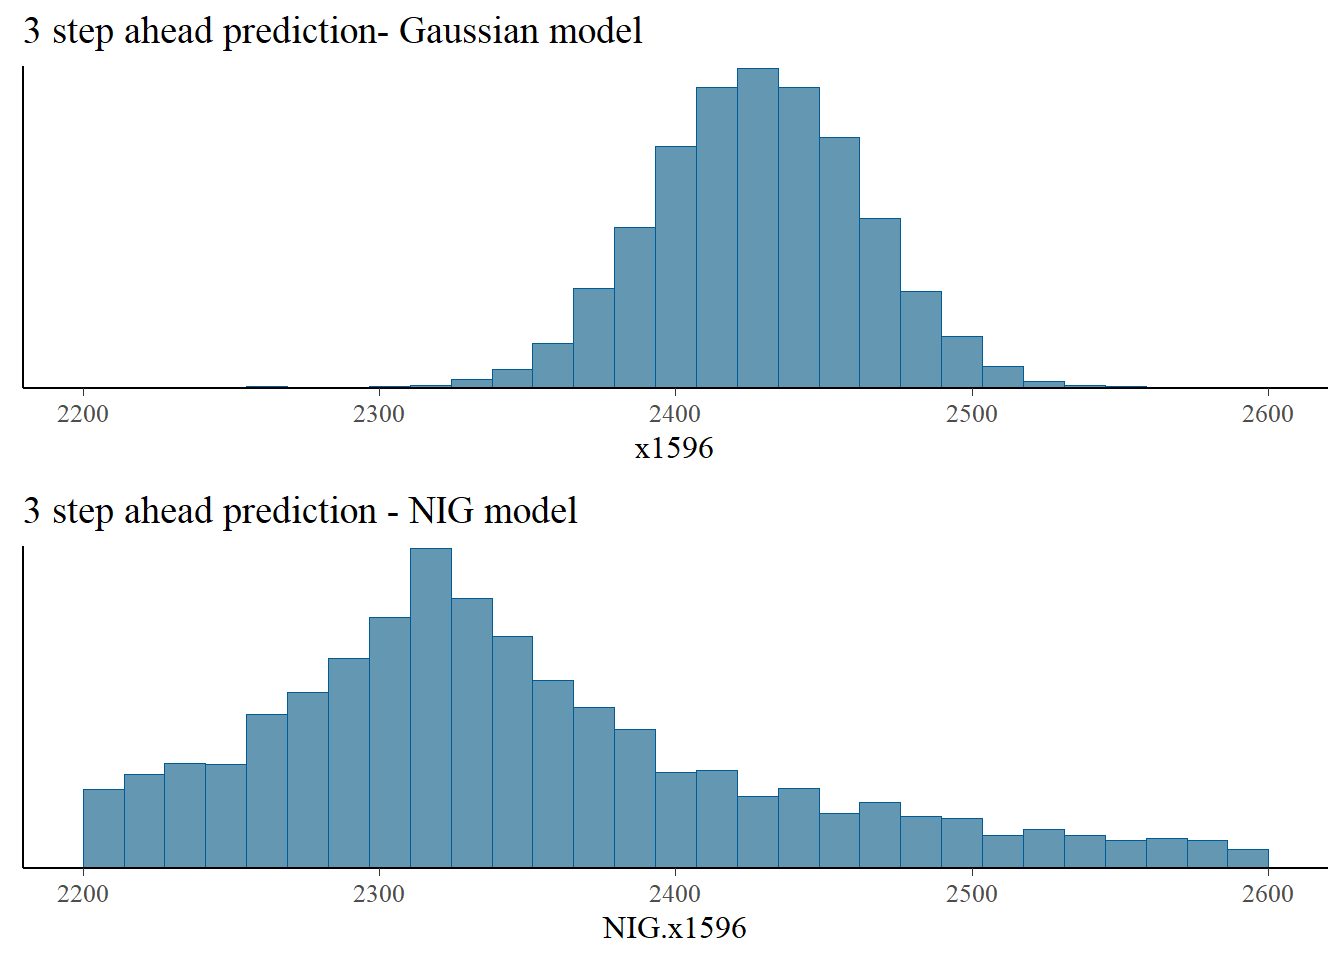 3 step ahead prediction- Gaussian model
2200 2300 2400 2500 2600
x1596
3 step ahead prediction - NIG model
2200 2300 2400 2500 2600
NIG.x1596